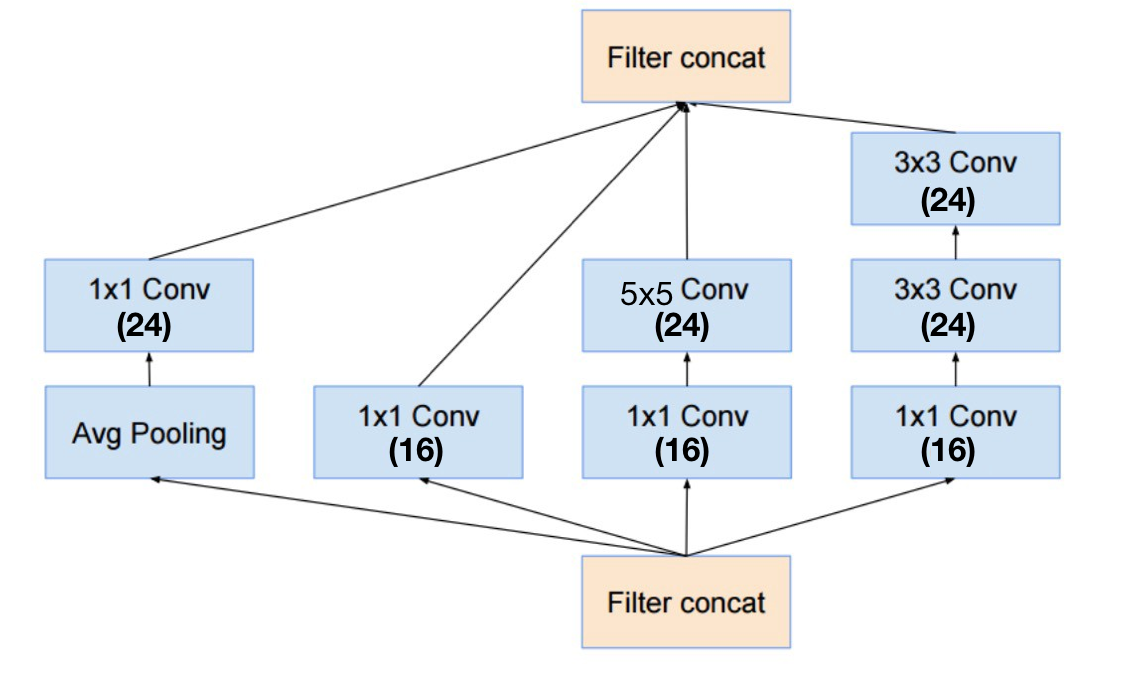 Filter concat
3x3 Conv
(24)
1x1 Conv
(24)
5x5 Conv
(24)
3x3 Conv
(24)
Avg Pooling
1x1 Conv
(16)
1x1 Conv
(16)
1x1 Conv
(16)
Filter concat